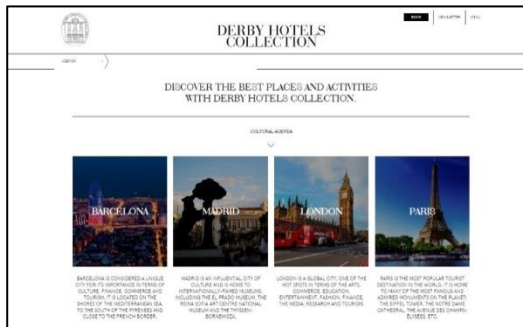 BOOK
NEWSLETTER
MENU
DERBY HOTELS
COLLECTION
AGENDA
DISCOVER THE BEST PLACES AND ACTIVITIES
WITH DERBY HOTELS COLLECTION.
CULTURAL AGENDA
BARCELONA
MADRID
LONDON
PARIS
BARCELONA IS CONSIDERED A UNIQUE
CITY FOR ITS IMPORTANCE IN TERMS OF
CULTURE, FINANCE, COMMERCE AND
TOURISM. IT IS LOCATED ON THE
SHORES OF THE MEDITERRANEAN SEA,
TO THE SOUTH OF THE PYRENEES AND
CLOSE TO THE FRENCH BORDER.
MADRID IS AN INFLUENTIAL CITY OF
CULTURE AND IS HOME TO
INTERNATIONALLY-FAMED MUSEUMS,
INCLUDING THE EL PRADO MUSEUM, THE
REINA SOFIA ART CENTRE NATIONAL
MUSEUM AND THE THYSSEN-
BORNEMISZA.
LONDON IS A GLOBAL CITY, ONE OF THE
HOT SPOTS IN TERMS OF THE ARTS,
COMMERCE, EDUCATION,
ENTERTAINMENT, FASHION, FINANCE,
THE MEDIA, RESEARCH AND TOURISM.
PARIS IS THE MOST POPULAR TOURIST
DESTINATION IN THE WORLD. IT IS HOME
TO MANY OF THE MOST FAMOUS AND
ADMIRED MONUMENTS ON THE PLANET:
THE EIFFEL TOWER, THE NOTRE DAME
CATHEDRAL, THE AVENUE DES CHAMPS-
ELYSEES, ETC.